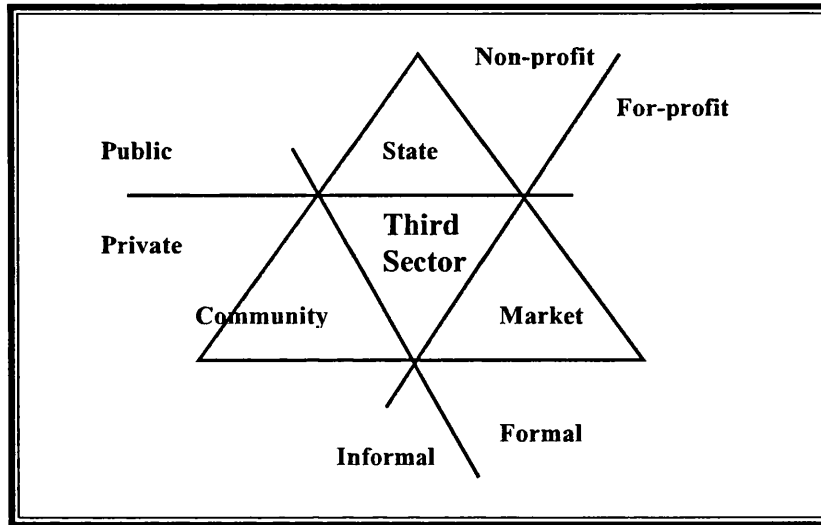 Non-profit
For-profit
Public
State
Private
Third
Sector
Community
Market
Formal
Informal